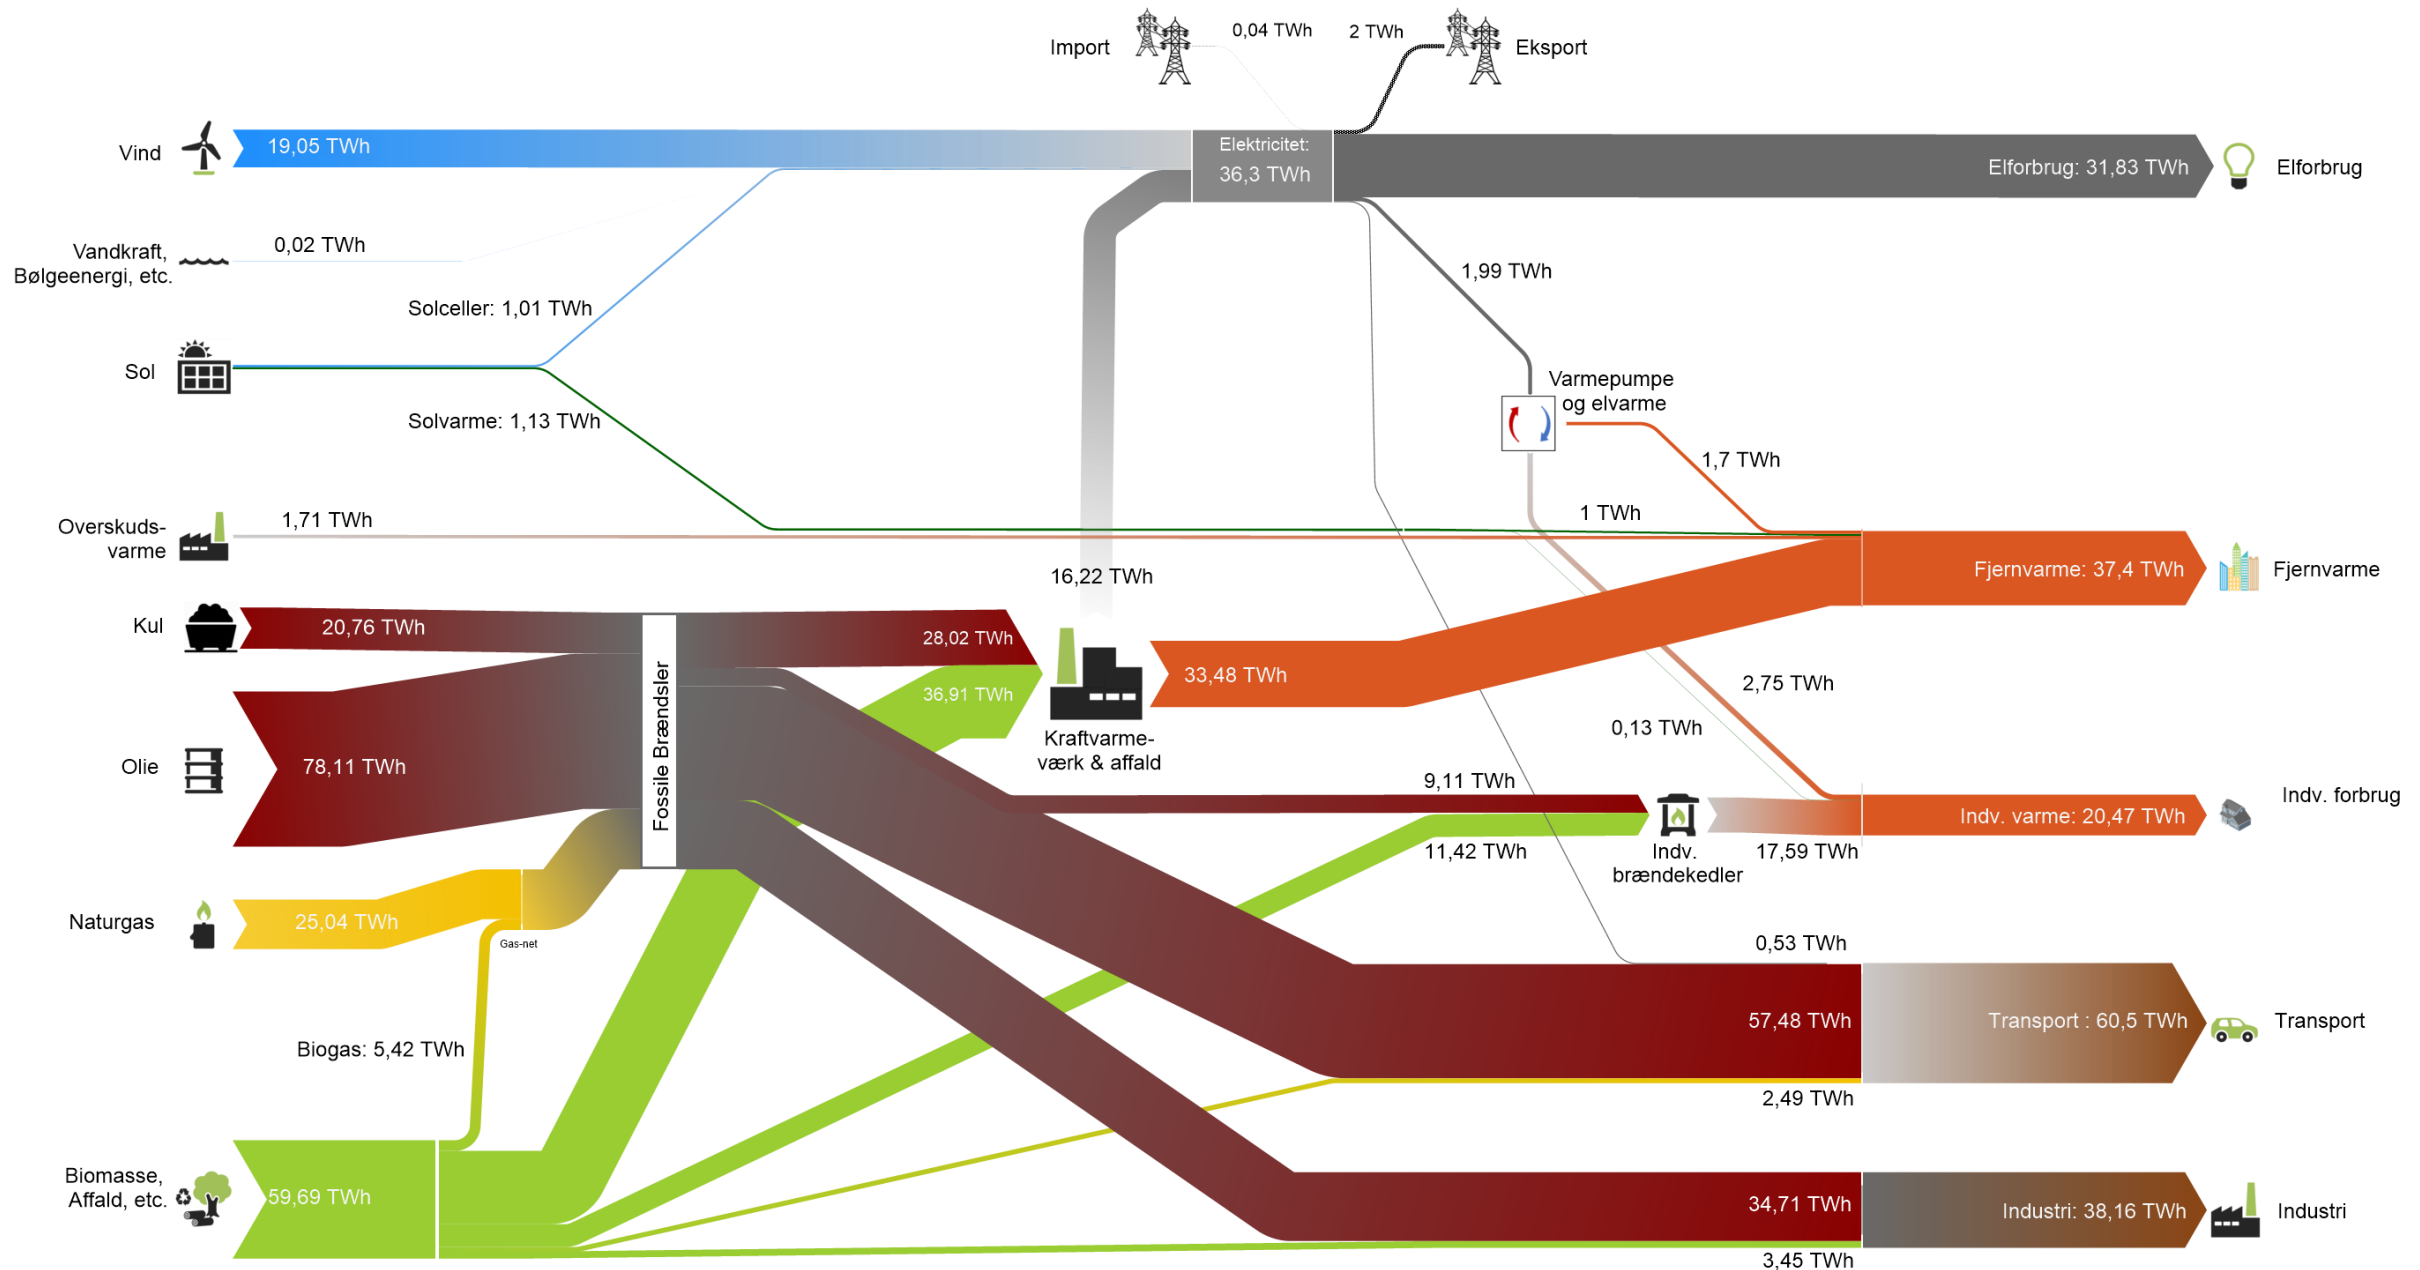 Import
0,04 TWh
2 TWh
Eksport
Vind
19,05 TWh
Elektricitet:
36,3 TWh
Elforbrug: 31,83 TWh
Elforbrug
Vandkraft,
Bølgeenergi, etc.
0,02 TWh
1,99 TWh
Solceller: 1,01 TWh
Sol
Varmepumpe
og elvarme
Solvarme: 1,13 TWh
1,7 TWh
Overskuds-
varme
1,71 TWh
1 TWh
16,22 TWh
Fjernvarme: 37,4 TWh
Fjernvarme
Kul
20,76 TWh
28,02 TWh
36,91 TWh
33,48 TWh
2,75 TWh
0,13 TWh
Fossile Brændsler
Kraftvarme-
værk & affald
Olie
78,11 TWh
9,11 TWh
11,42 TWh
Indv.
brændekedler
17,59 TWh
Indv. varme: 20,47 TWh
Indv. forbrug
Naturgas
25,04 TWh
Gas-net
0,53 TWh
57,48 TWh
Transport : 60,5 TWh
Transport
Biogas: 5,42 TWh
2,49 TWh
Biomasse,
Affald, etc.
59,69 TWh
34,71 TWh
Industri: 38,16 TWh
Industri
3,45 TWh